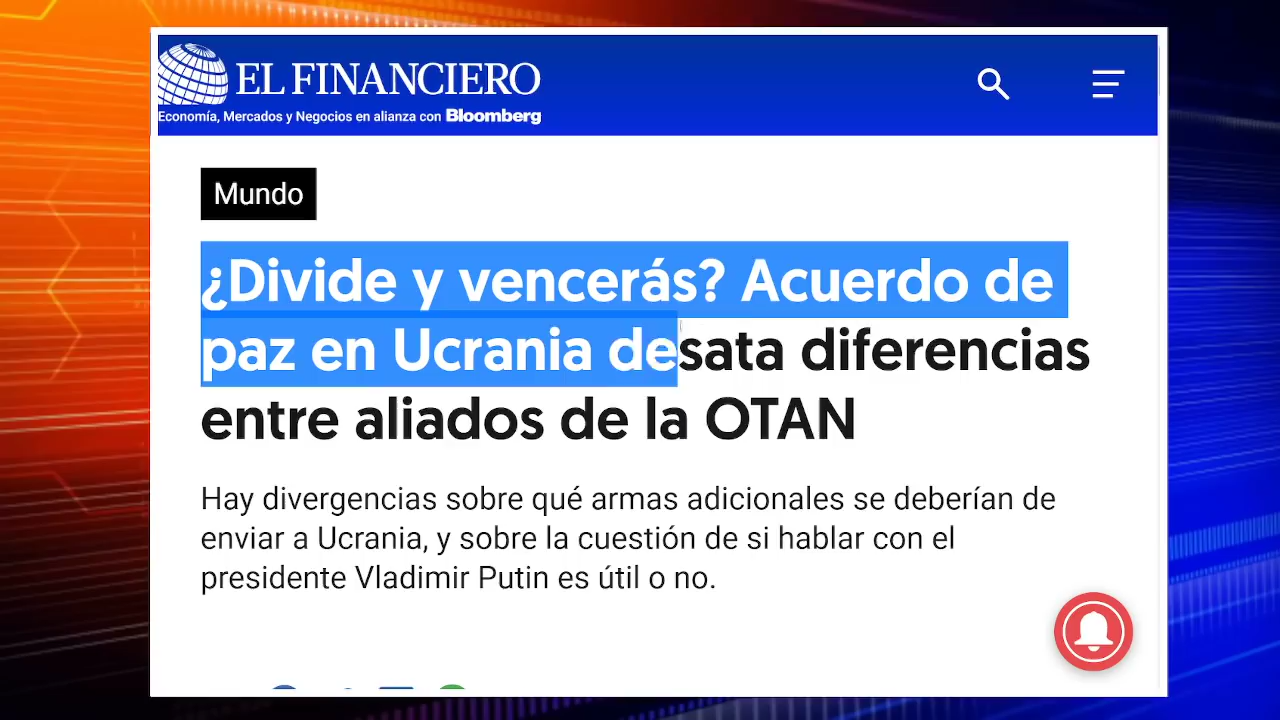 EL FINANCIERO
Economía, Mercados y Negocios en alianza con Bloomberg
Mundo
¿Divide y vencerás? Acuerdo de
paz en Ucrania desata diferencias
entre aliados de la OTAN
Hay divergencias sobre qué armas adicionales se deberían de
enviar a Ucrania, y sobre la cuestión de si hablar con el
presidente Vladimir Putin es útil o no.